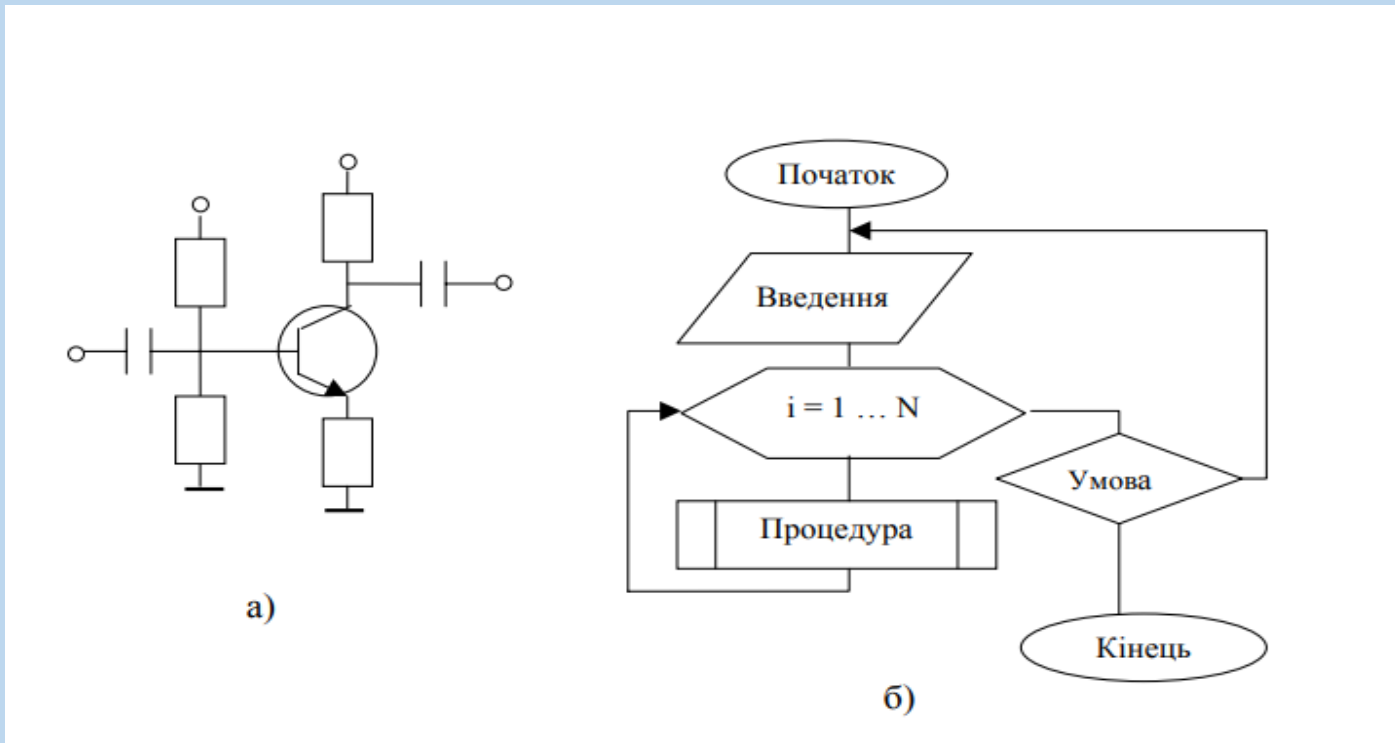 Початок
Введення
i = 1 ... N
Умова
Процедура
Кінець
а)
б)